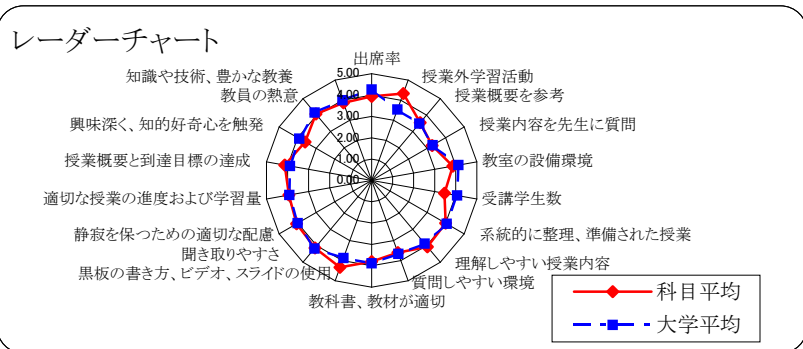 レーダーチャート
出席率
授業外学習活動
授業概要を参考
授業内容を先生に質問
教室の設備環境
受講学生数
系統的に整理、準備された授業
理解しやすい授業内容
質問しやすい環境
教科書、教材が適切
黒板の書き方、ビデオ、スライドの使用
聞き取りやすさ
静寂を保つための適切な配慮
適切な授業の進度および学習量
授業概要と到達目標の達成
興味深く、知的好奇心を触発
教員の熱意
知識や技術、豊かな教養
5.00
4.00
3.00
2.00
1.00
0.00
科目平均
大学平均